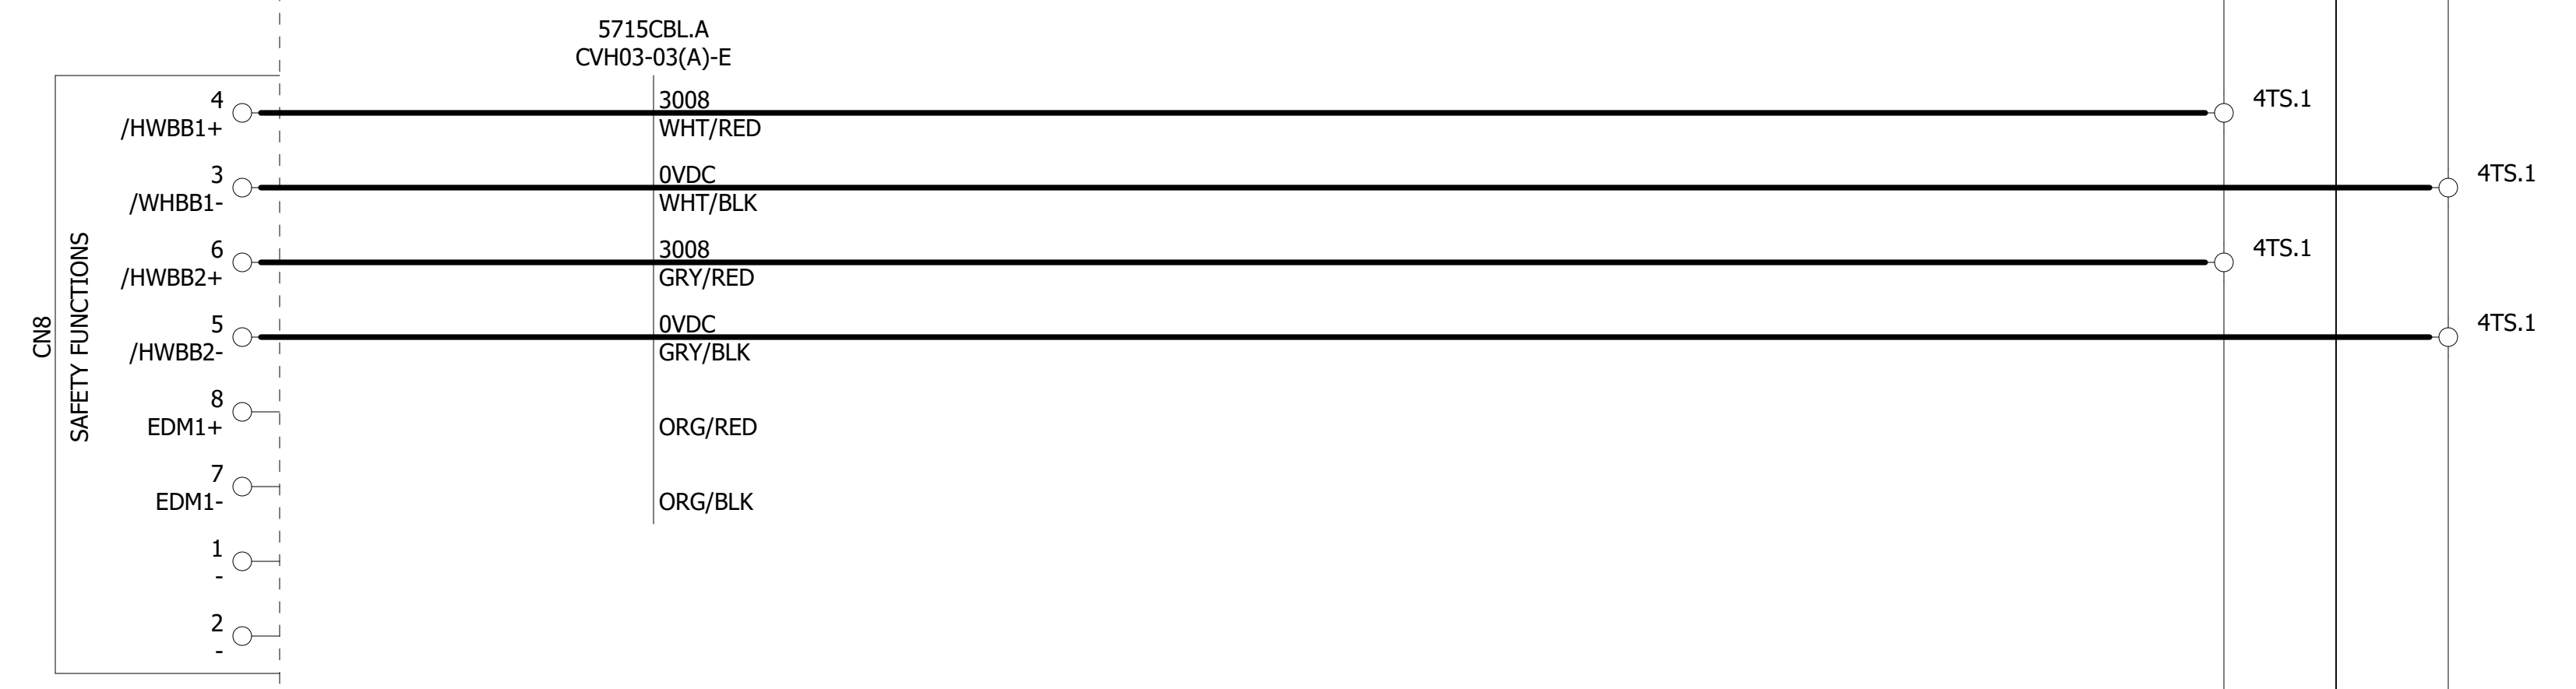 5715CBL.A
CVH03-03(A)-E
CN8
SAFETY FUNCTIONS
4 3008 4TS.1
/HWBB1+ WHT/RED
3 0VDC 4TS.1
/WHBB1- WHT/BLK
6 3008 4TS.1
/HWBB2+ GRY/RED
5 0VDC 4TS.1
/HWBB2- GRY/BLK
8
EDM1+ ORG/RED
7
EDM1- ORG/BLK
1
-
2
-